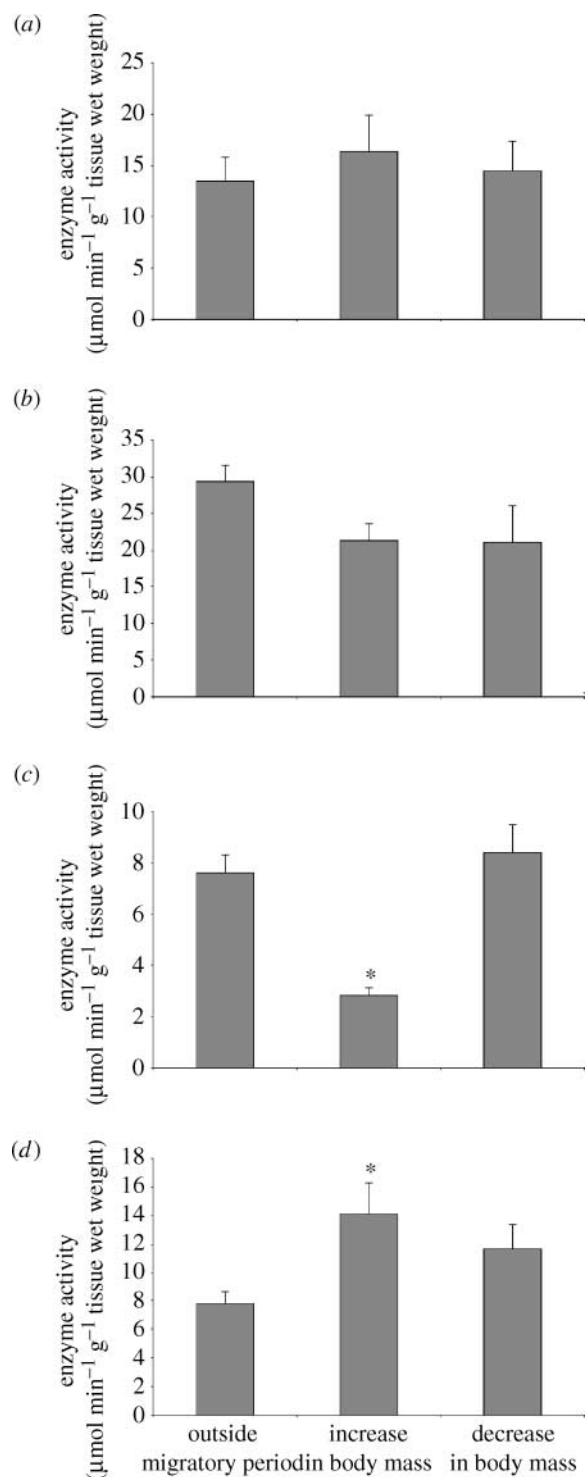 (a)
enzyme activity
(µmol min⁻¹ g⁻¹ tissue wet weight)
25
20
15
10
5
0
(b)
enzyme activity
(µmol min⁻¹ g⁻¹ tissue wet weight)
35
30
25
20
15
10
5
0
(c)
enzyme activity
(µmol min⁻¹ g⁻¹ tissue wet weight)
10
8
6
4
2
0
*
(d)
enzyme activity
(µmol min⁻¹ g⁻¹ tissue wet weight)
18
16
14
12
10
8
6
4
2
0
*
outside
migratory period
increase
in body mass
decrease
in body mass